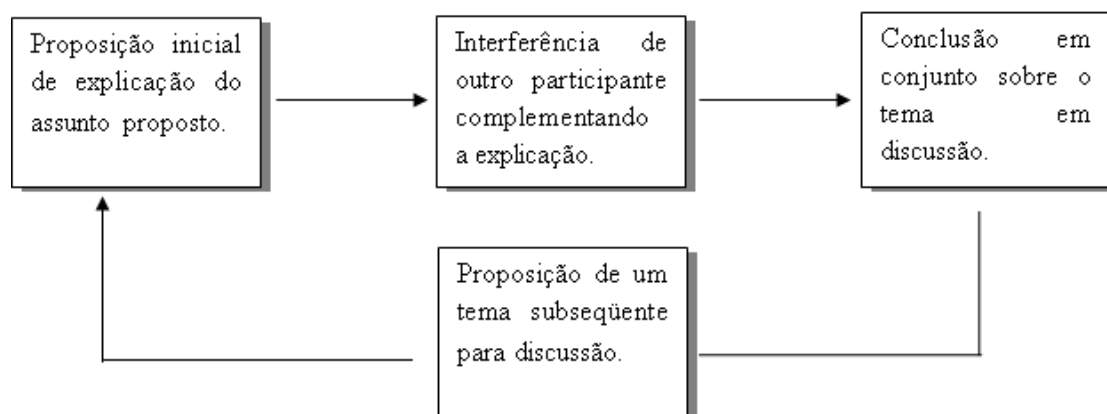 Proposição inicial
de explicação do
assunto proposto.
Interferência de
outro participante
complementando
a explicação.
Conclusão em
conjunto sobre o
tema em
discussão.
Proposição de um
tema subseqüente
para discussão.